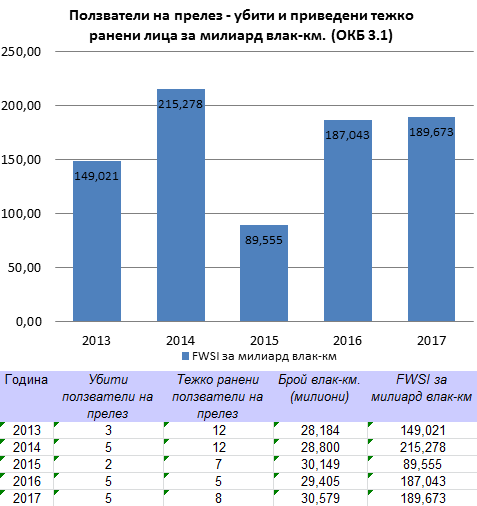 Ползватели на прелез - убити и приведени тежко
ранени лица за милиард влак-км. (ОКБ 3.1)
250,00
200,00
150,00
100,00
50,00
0,00
149,021
215,278
89,555
187,043
189,673
2013 2014 2015 2016 2017
FWSI за милиард влак-км
Година Убити Тежко ранени Брой влак-км. FWSI за
ползватели на ползватели на (милиони) милиард влак-км
прелез прелез
2013 3 12 28,184 149,021
2014 5 12 28,800 215,278
2015 2 7 30,149 89,555
2016 5 5 29,405 187,043
2017 5 8 30,579 189,673